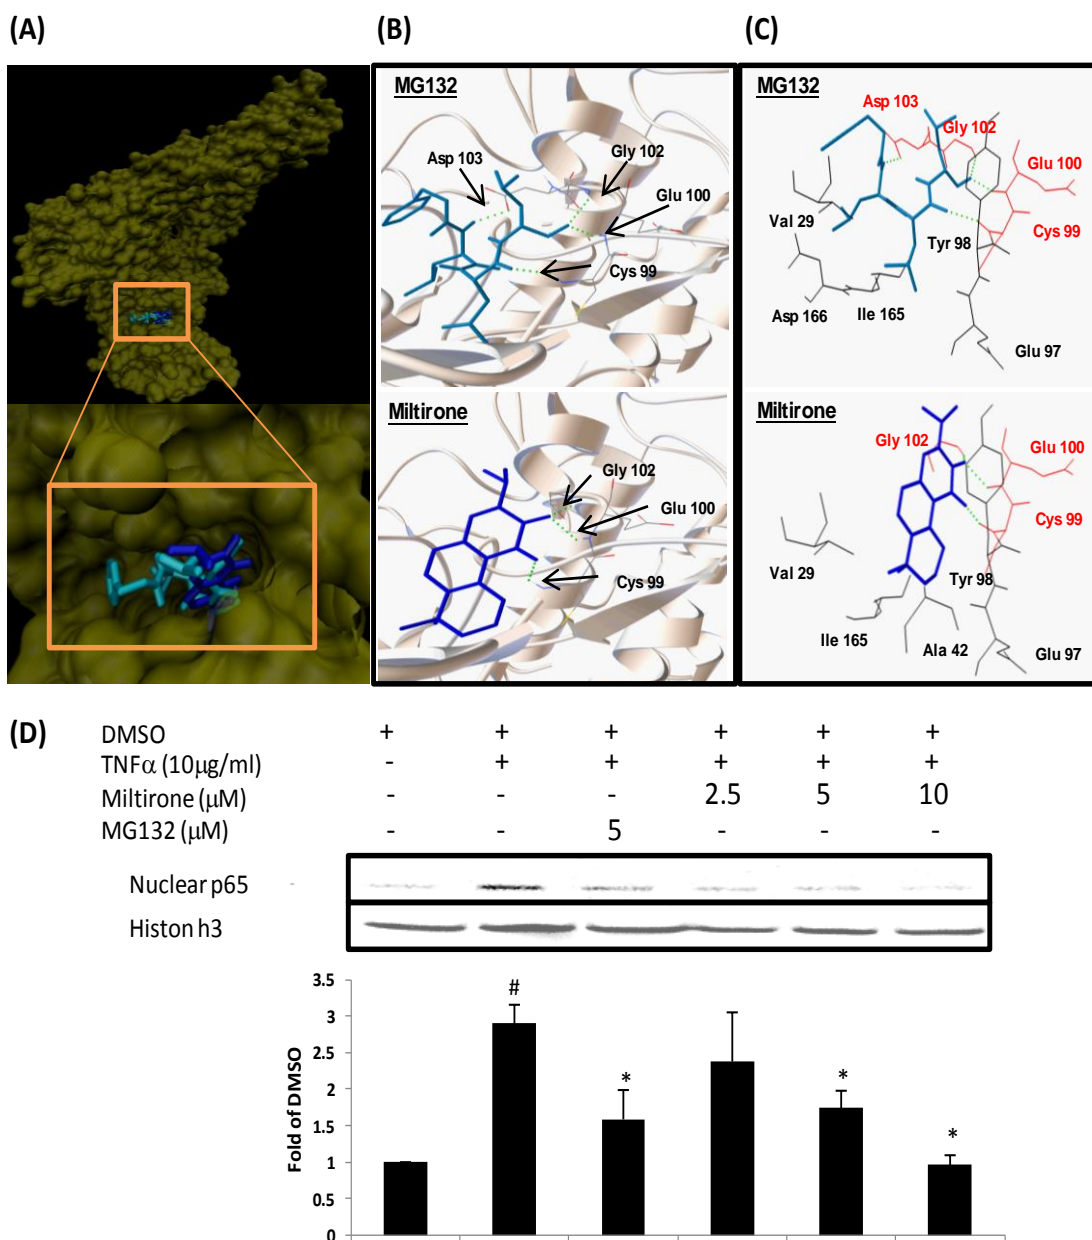 (A)
(B)
(C)
MG132
Asp 103
Gly 102
Glu 100
Cys 99
MG132
Asp 103
Gly 102
Glu 100
Val 29
Cys 99
Tyr 98
Asp 166
Ile 165
Glu 97
Miltirone
Gly 102
Glu 100
Cys 99
Miltirone
Gly 102
Glu 100
Cys 99
Val 29
Tyr 98
Ile 165
Ala 42
Glu 97
(D)
DMSO + + + + + +
TNFα (10μg/ml) - + + + + +
Miltirone (μM) - - - 2.5 5 10
MG132 (μM) - - 5 - - -
Nuclear p65 -
Histon h3
Fold of DMSO
3.5
3
2.5
2
1.5
1
0.5
0
#
*
*
*